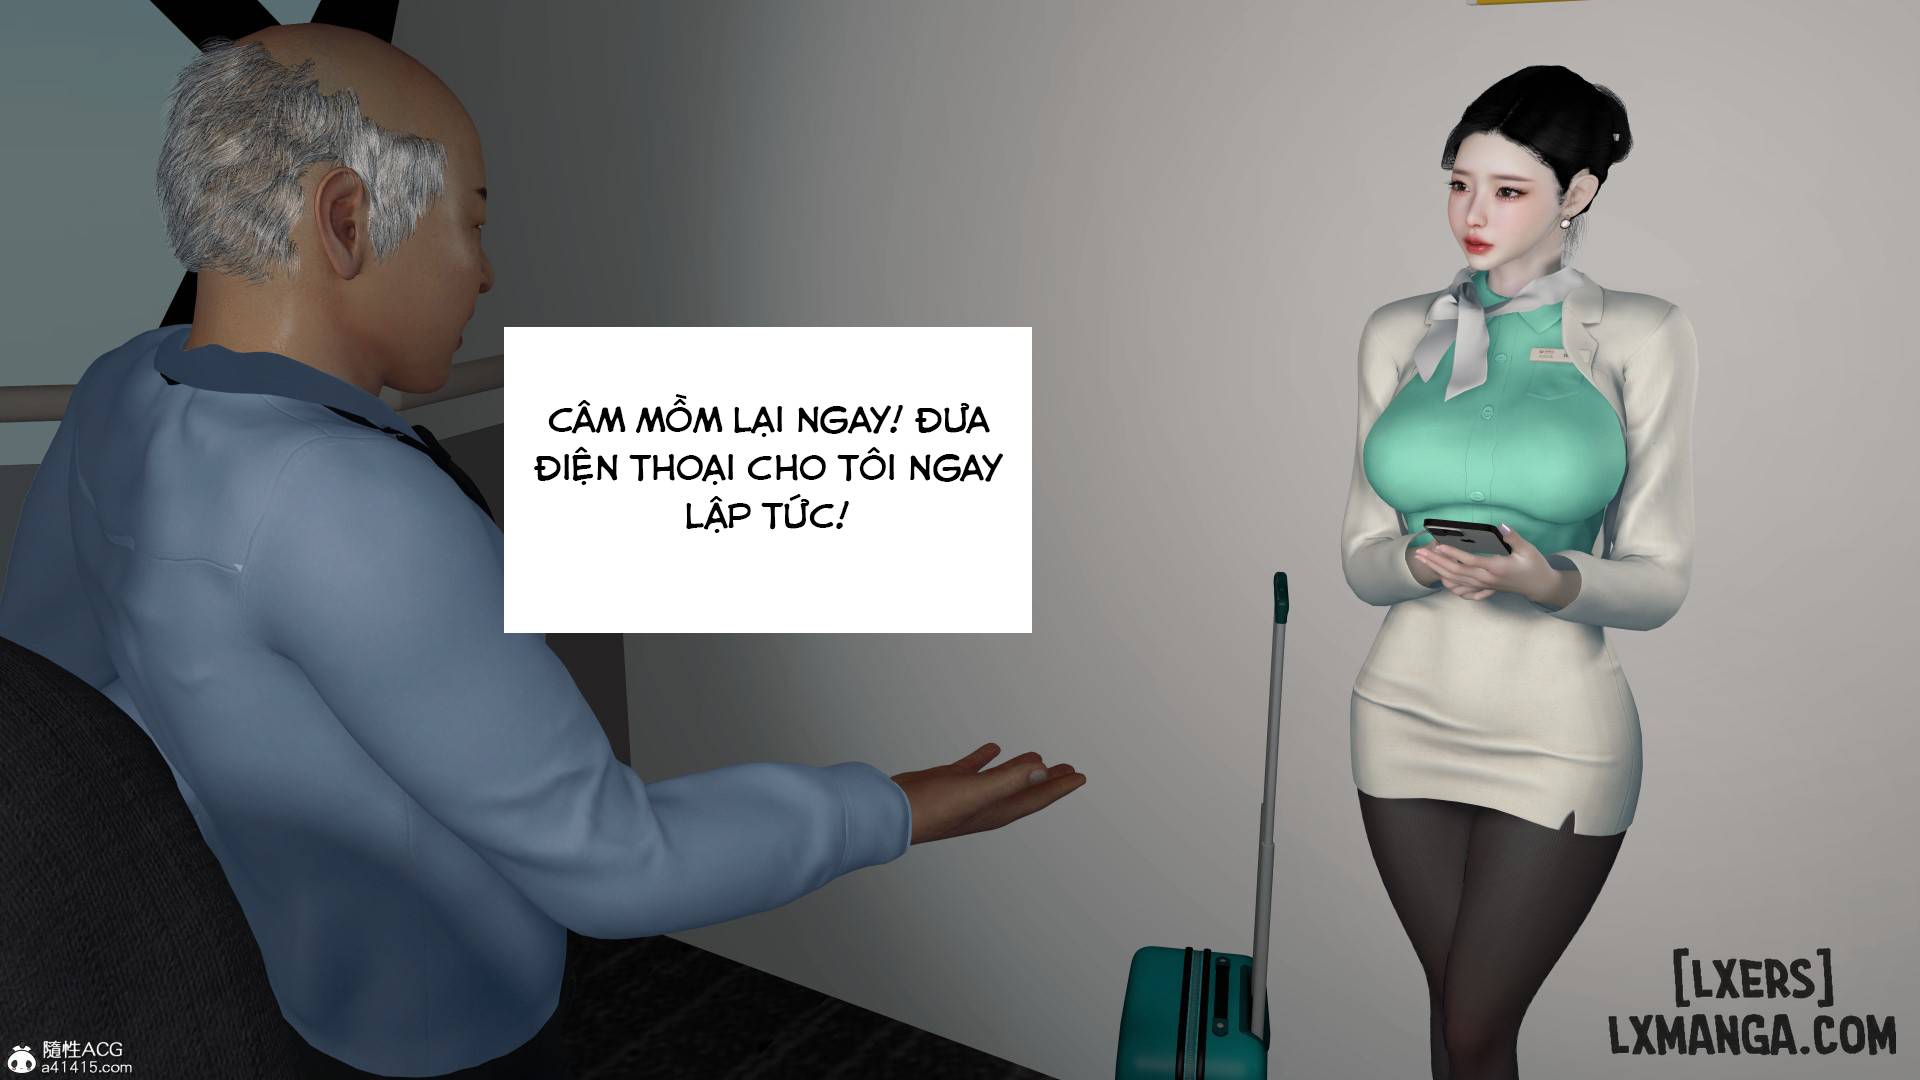 CÂM MỒM LẠI NGAY! ĐƯA
ĐIỆN THOẠI CHO TÔI NGAY
LẬP TỨC!
[LXERS]
LXMANGA.COM
隨性ACG
a41415.com